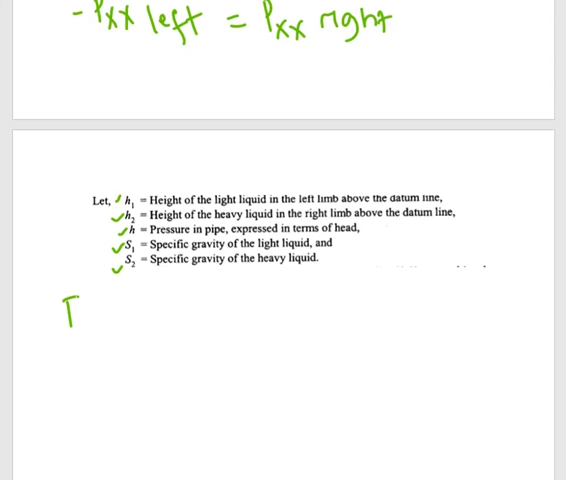 - Pxx left = Pxx right
Let, h₁ = Height of the light liquid in the left limb above the datum line,
h₂ = Height of the heavy liquid in the right limb above the datum line,
h = Pressure in pipe, expressed in terms of head,
S₁ = Specific gravity of the light liquid, and
S₂ = Specific gravity of the heavy liquid.
T